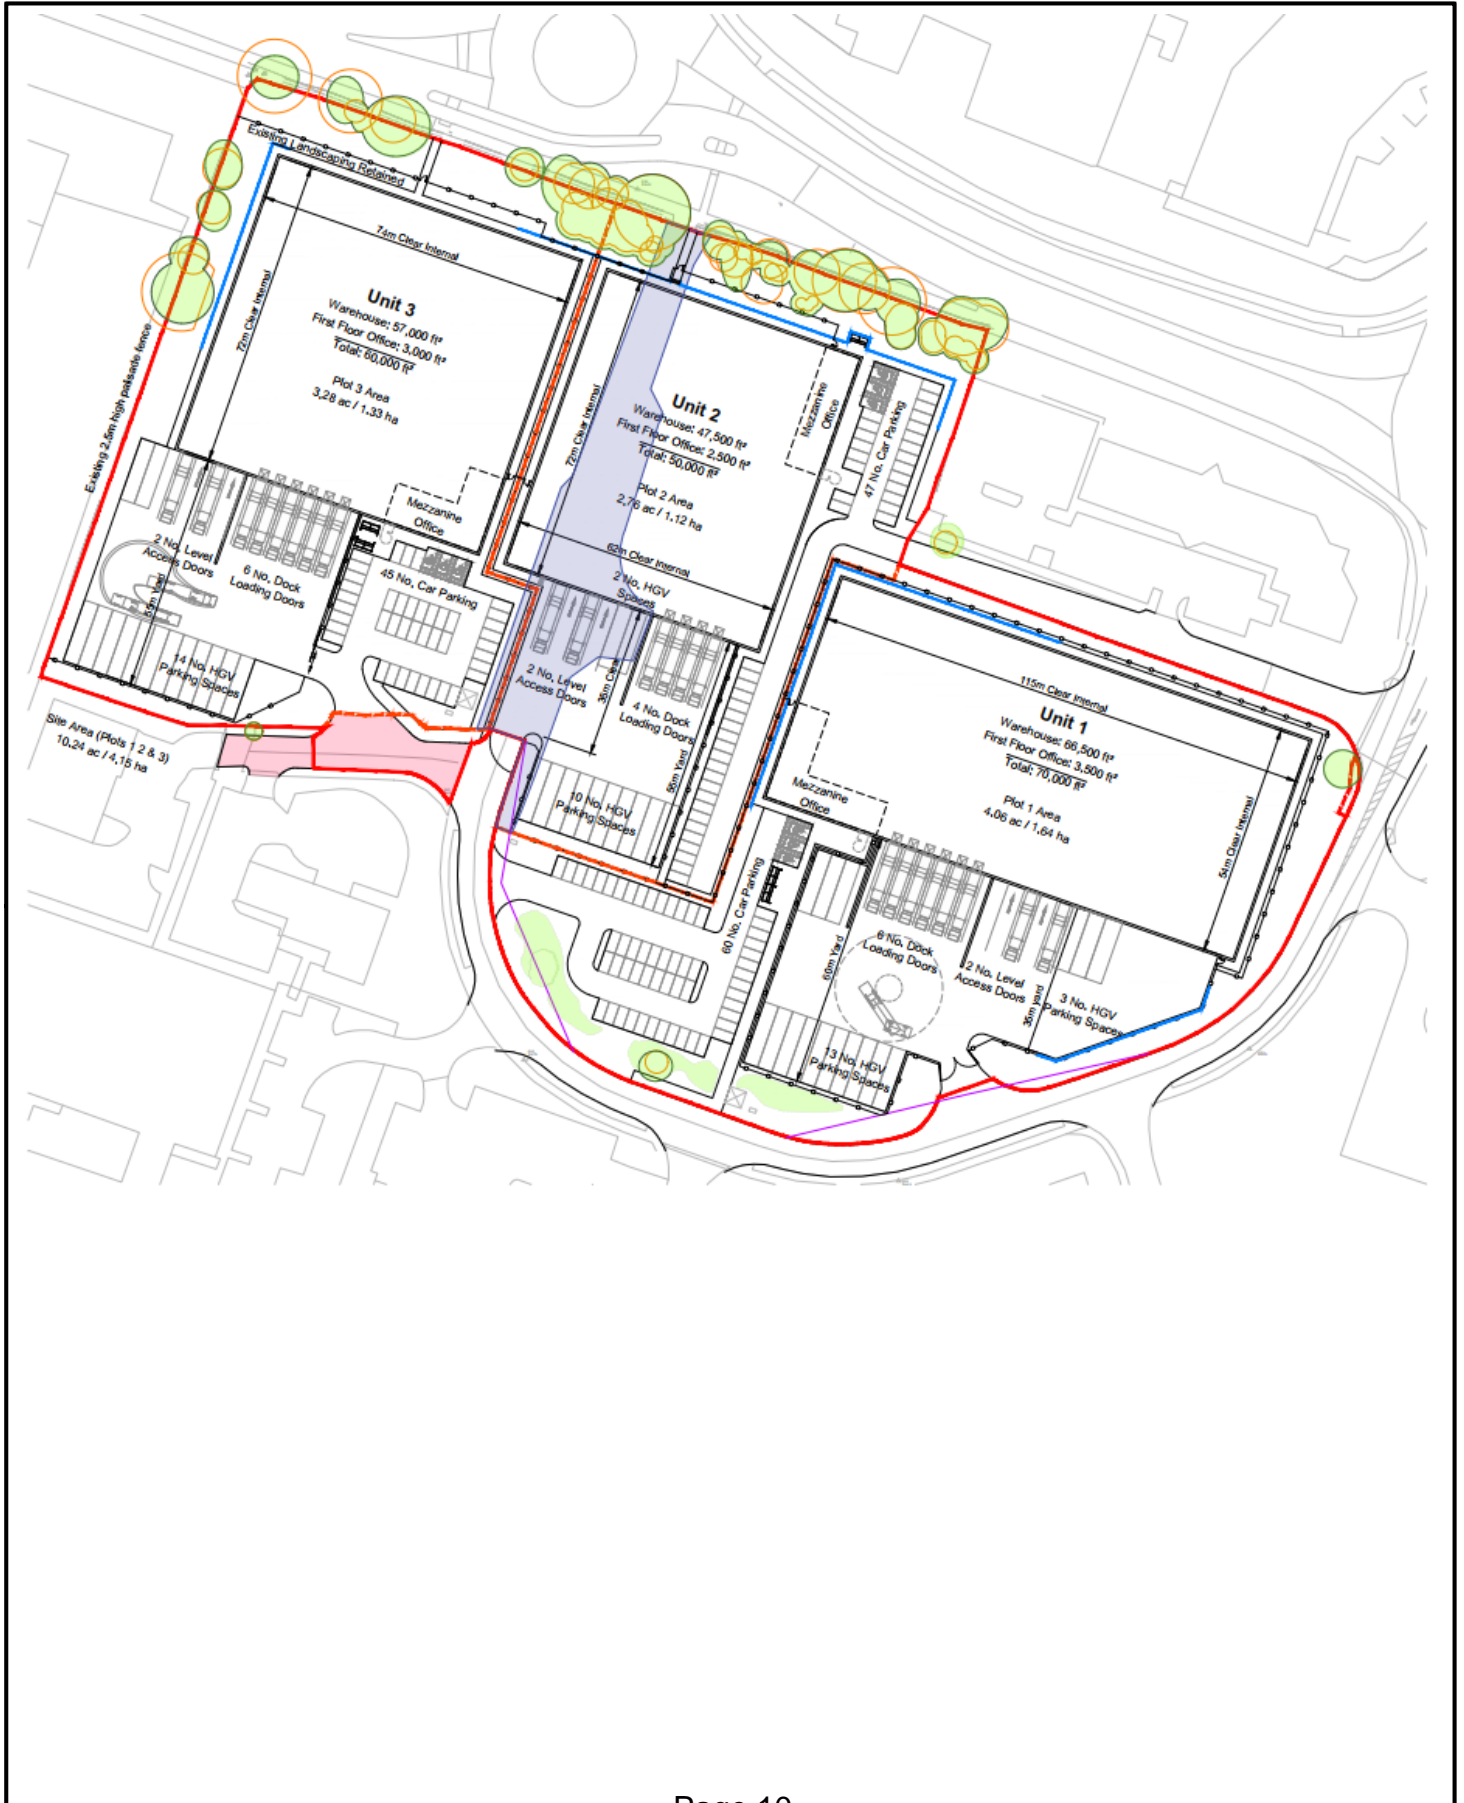 Existing Landscaping Retained
74m Clear Internal
72m Clear Internal
Unit 3
Warehouse: 57,000 ft²
First Floor Office: 3,000 ft²
Total: 60,000 ft²
Plot 3 Area
3.28 ac / 1.33 ha
Existing 2.5m high palisade fence
Mezzanine
Office
2 No. Level
Access Doors
6 No. Dock
Loading Doors
45 No. Car Parking
14 No. HGV
Parking Spaces
Site Area (Plots 1 2 & 3)
10.24 ac / 4.15 ha
72m Clear Internal
Unit 2
Warehouse: 47,500 ft²
First Floor Office: 2,500 ft²
Total: 50,000 ft²
Plot 2 Area
2.76 ac / 1.12 ha
Mezzanine
Office
47 No. Car Parking
62m Clear Internal
2 No. HGV
Spaces
2 No. Level
Access Doors
36m Clear
4 No. Dock
Loading Doors
10 No. HGV
Parking Spaces
115m Clear Internal
Unit 1
Warehouse: 66,500 ft²
First Floor Office: 3,500 ft²
Total: 70,000 ft²
Plot 1 Area
4.06 ac / 1.64 ha
54m Clear Internal
Mezzanine
Office
60 No. Car Parking
60m Yard
6 No. Dock
Loading Doors
2 No. Level
Access Doors
35m yard
3 No. HGV
Parking Spaces
13 No. HGV
Parking Spaces